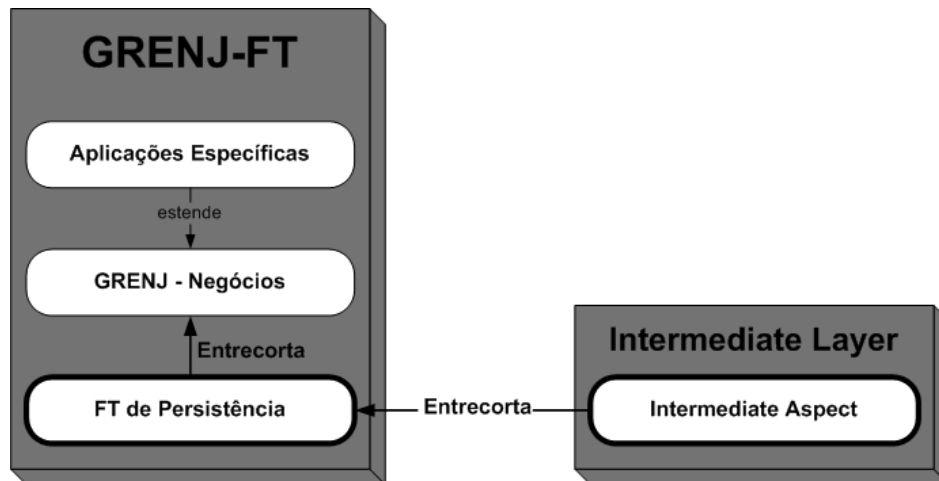 GRENJ-FT
Aplicações Específicas
estende
GRENJ - Negócios
Entrecorta
FT de Persistência
Entrecorta
Intermediate Layer
Intermediate Aspect